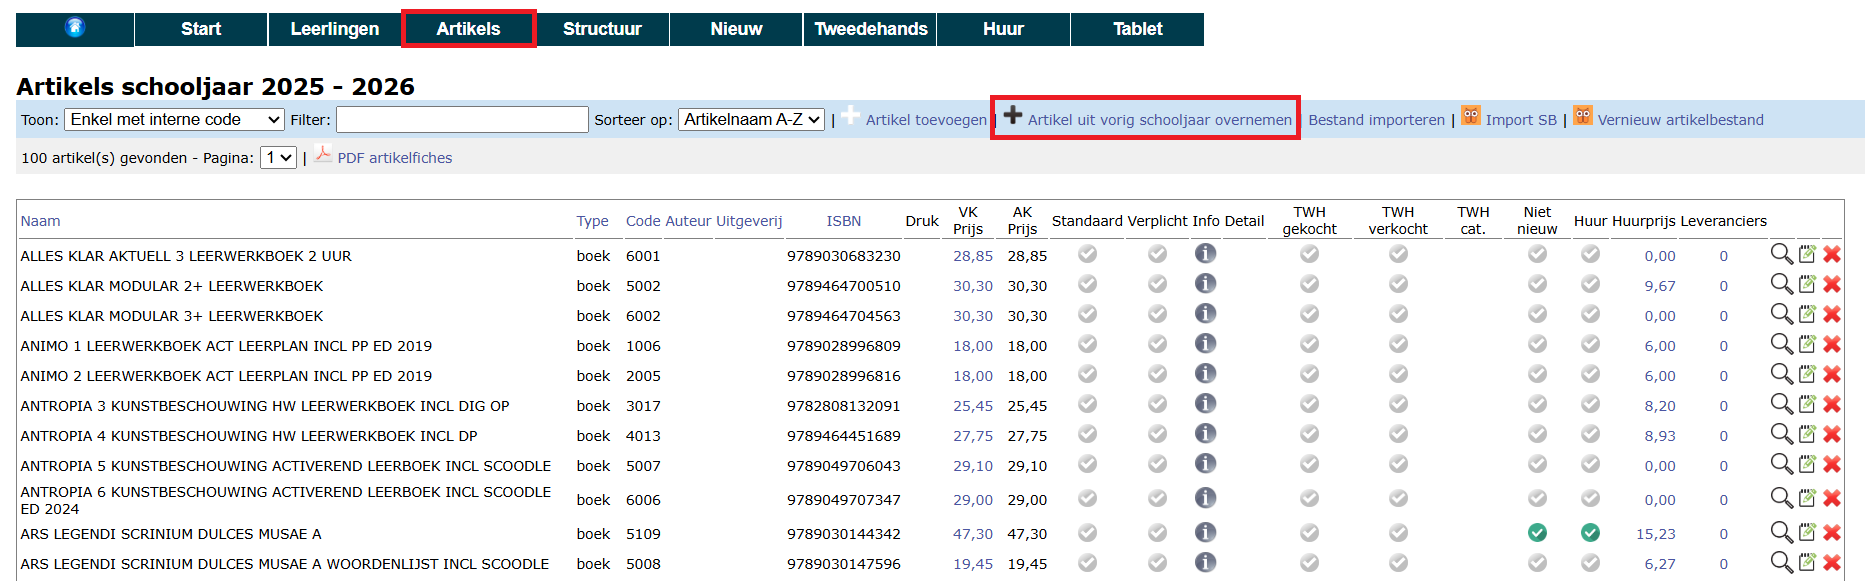 Start Leerlingen Artikels Structuur Nieuw Tweedehands Huur Tablet
Artikels schooljaar 2025 - 2026
Toon: Enkel met interne code Filter: Sorteer op: Artikelnaam A-Z | Artikel toevoegen | Artikel uit vorig schooljaar overnemen | Bestand importeren | Import SB | Vernieuw artikelbestand
100 artikel(s) gevonden - Pagina: 1 | PDF artikelfiches
Naam Type Code Auteur Uitgeverij ISBN Druk VK Prijs AK Prijs Standaard Verplicht Info Detail TWH gekocht TWH verkocht TWH cat. Niet nieuw Huur Huurprijs Leveranciers
ALLES KLAR AKTUELL 3 LEERWERKBOEK 2 UUR boek 6001 9789030683230 28,85 28,85 0,00 0
ALLES KLAR MODULAR 2+ LEERWERKBOEK boek 5002 9789464700510 30,30 30,30 9,67 0
ALLES KLAR MODULAR 3+ LEERWERKBOEK boek 6002 9789464704563 30,30 30,30 0,00 0
ANIMO 1 LEERWERKBOEK ACT LEERPLAN INCL PP ED 2019 boek 1006 9789028996809 18,00 18,00 6,00 0
ANIMO 2 LEERWERKBOEK ACT LEERPLAN INCL PP ED 2019 boek 2005 9789028996816 18,00 18,00 6,00 0
ANTROPIA 3 KUNSTBESCHOUWING HW LEERWERKBOEK INCL DIG OP boek 3017 9782808132091 25,45 25,45 8,20 0
ANTROPIA 4 KUNSTBESCHOUWING HW LEERWERKBOEK INCL DP boek 4013 9789464451689 27,75 27,75 8,93 0
ANTROPIA 5 KUNSTBESCHOUWING ACTIVEREND LEERBOEK INCL SCOODLE boek 5007 9789049706043 29,10 29,10 0,00 0
ANTROPIA 6 KUNSTBESCHOUWING ACTIVEREND LEERBOEK INCL SCOODLE ED 2024 boek 6006 9789049707347 29,00 29,00 0,00 0
ARS LEGENDI SCRINIUM DULCES MUSAE A boek 5109 9789030144342 47,30 47,30 15,23 0
ARS LEGENDI SCRINIUM DULCES MUSAE A WOORDENLIJST INCL SCOODLE boek 5008 9789030147596 19,45 19,45 6,27 0